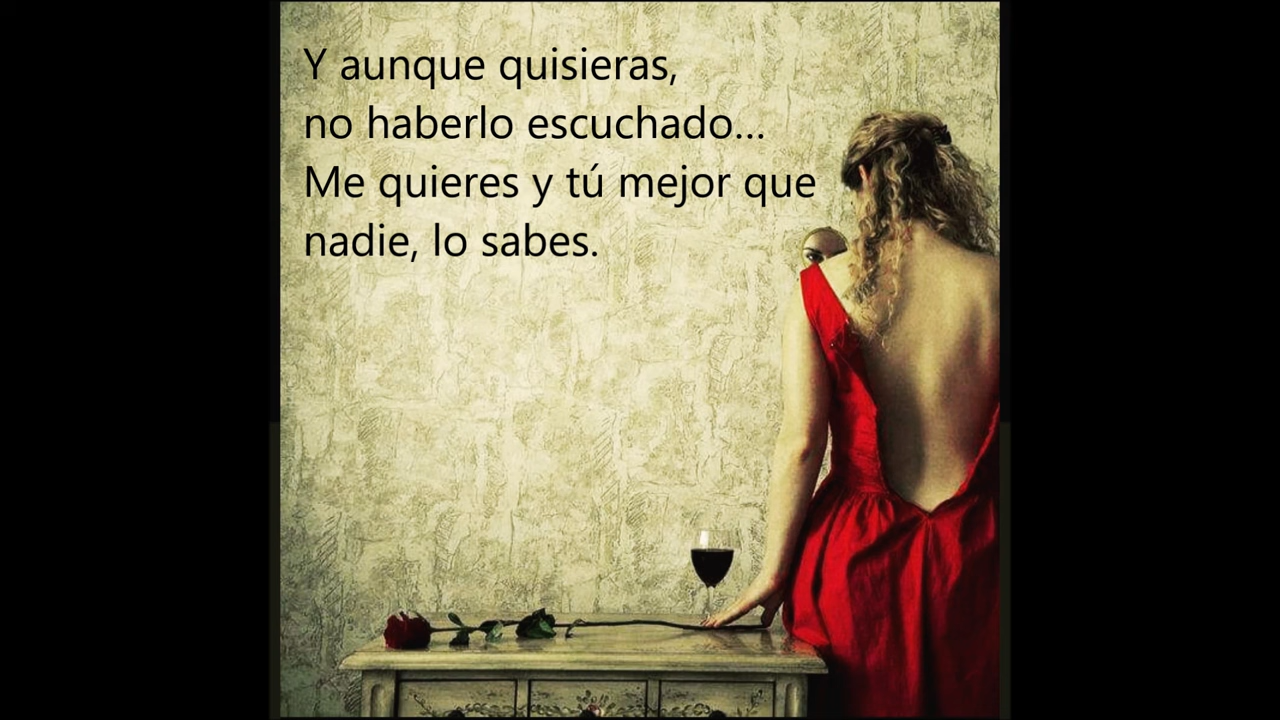 Y aunque quisieras,
no haberlo escuchado...
Me quieres y tú mejor que
nadie, lo sabes.